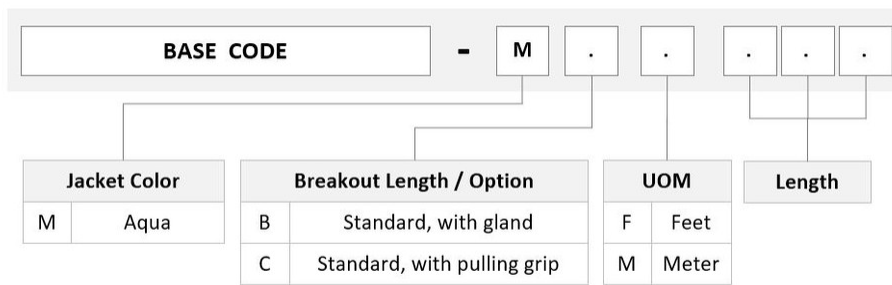 BASE CODE - M . . . . .
Jacket Color
M Aqua
Breakout Length / Option
B Standard, with gland
C Standard, with pulling grip
UOM
F Feet
M Meter
Length